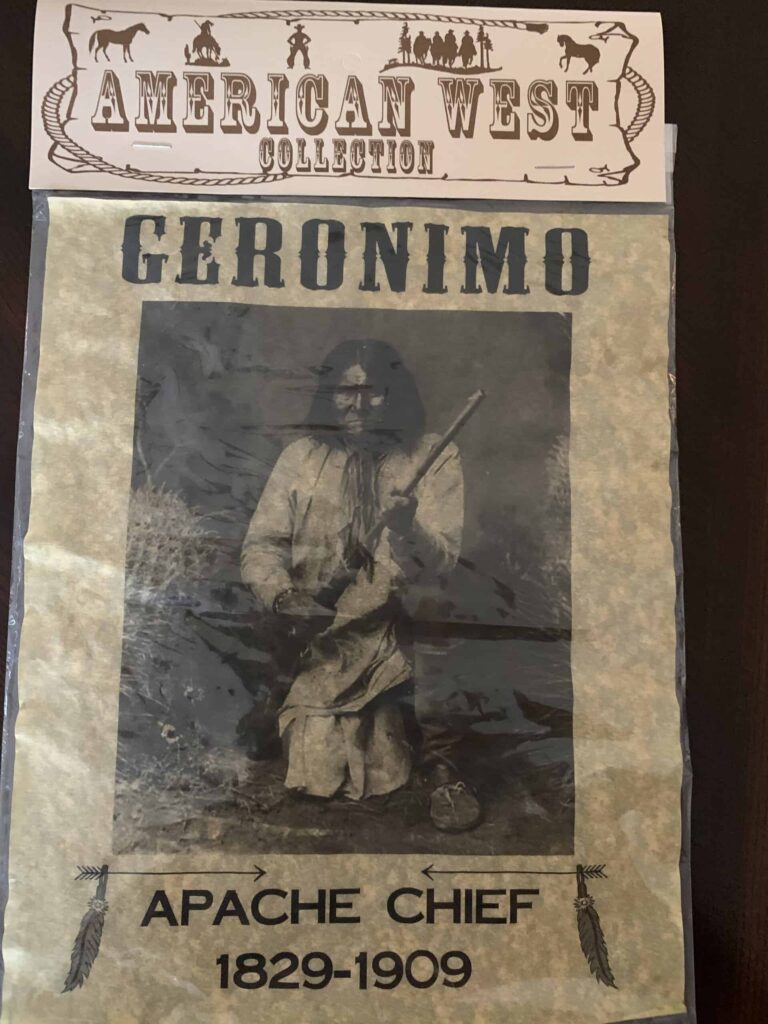 AMERICAN WEST
COLLECTION
GERONIMO
APACHE CHIEF
1829-1909